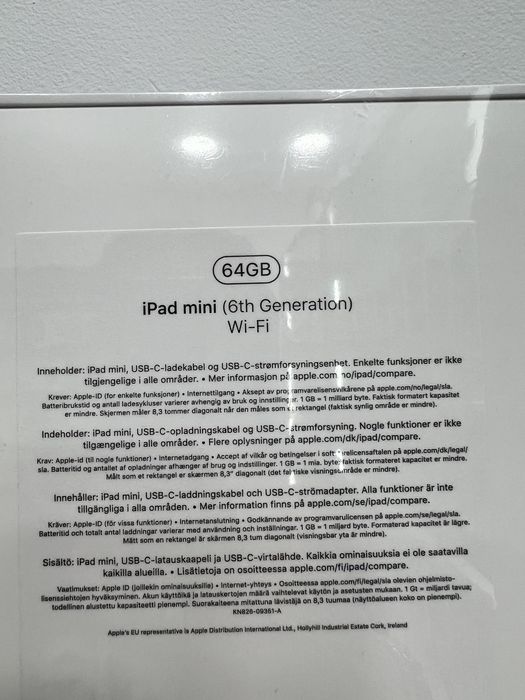 64GB
iPad mini (6th Generation)
Wi-Fi
Inneholder: iPad mini, USB-C-ladekabel og USB-C-strømforsyningsenhet. Enkelte funksjoner er ikke
tilgjengelige i alle områder. • Mer informasjon på apple.com/no/ipad/compare.
Krever: Apple-ID (for enkelte funksjoner) • Internettilgang • Aksept av programvarelisensvilkårene på apple.com/no/legal/sla.
Batteribrukstid og antall ladesykluser varierer avhengig av bruk og innstillinger. 1 GB = 1 milliard byte. Faktisk formatert kapasitet
er mindre. Skjermen måler 8,3 tommer diagonalt når den måles som et rektangel (faktisk synlig område er mindre).
Indeholder: iPad mini, USB-C-opladningskabel og USB-C-strømforsyning. Nogle funktioner er ikke
tilgængelige i alle områder. • Flere oplysninger på apple.com/dk/ipad/compare.
Krav: Apple-id (til nogle funktioner) • Internetadgang • Accept af vilkår og betingelser i softwarelicensaftalen på apple.com/dk/legal/
sla. Batteritid og antallet af opladninger afhænger af brug og indstillinger. 1 GB = 1 mia. byte; faktisk formateret kapacitet er mindre.
Målt som et rektangel er skærmen 8,3" diagonalt (det faktiske visningsområde er mindre).
Innehåller: iPad mini, USB-C-laddningskabel och USB-C-strömadapter. Alla funktioner är inte
tillgängliga i alla områden. • Mer information finns på apple.com/se/ipad/compare.
Kräver: Apple-ID (för vissa funktioner) • Internetanslutning • Godkännande av programvarulicensen på apple.com/se/legal/sla.
Batteritid och totalt antal laddningar varierar med användning och inställningar. 1 GB = 1 miljard byte. Formaterad kapacitet är lägre.
Mätt som en rektangel är skärmen 8,3 tum diagonalt (visningsbar yta är mindre).
Sisältö: iPad mini, USB-C-latauskaapeli ja USB-C-virtalähde. Kaikkia ominaisuuksia ei ole saatavilla
kaikilla alueilla. • Lisätietoja on osoitteessa apple.com/fi/ipad/compare.
Vaatimukset: Apple ID (joillekin ominaisuuksille) • Internet-yhteys • Osoitteessa apple.com/fi/legal/sla olevien ohjelmisto-
lisenssiehtojen hyväksyminen. Akun käyttöikä ja latauskertojen määrä vaihtelevat käytön ja asetusten mukaan. 1 Gt = miljardi tavua;
todellinen alustettu kapasiteetti pienempi. Suorakaiteena mitattuna lävistäjä on 8,3 tuumaa (näyttöalueen koko on pienempi).
KN826-09351-A
Apple's EU representative is Apple Distribution International Ltd., Hollyhill Industrial Estate Cork, Ireland